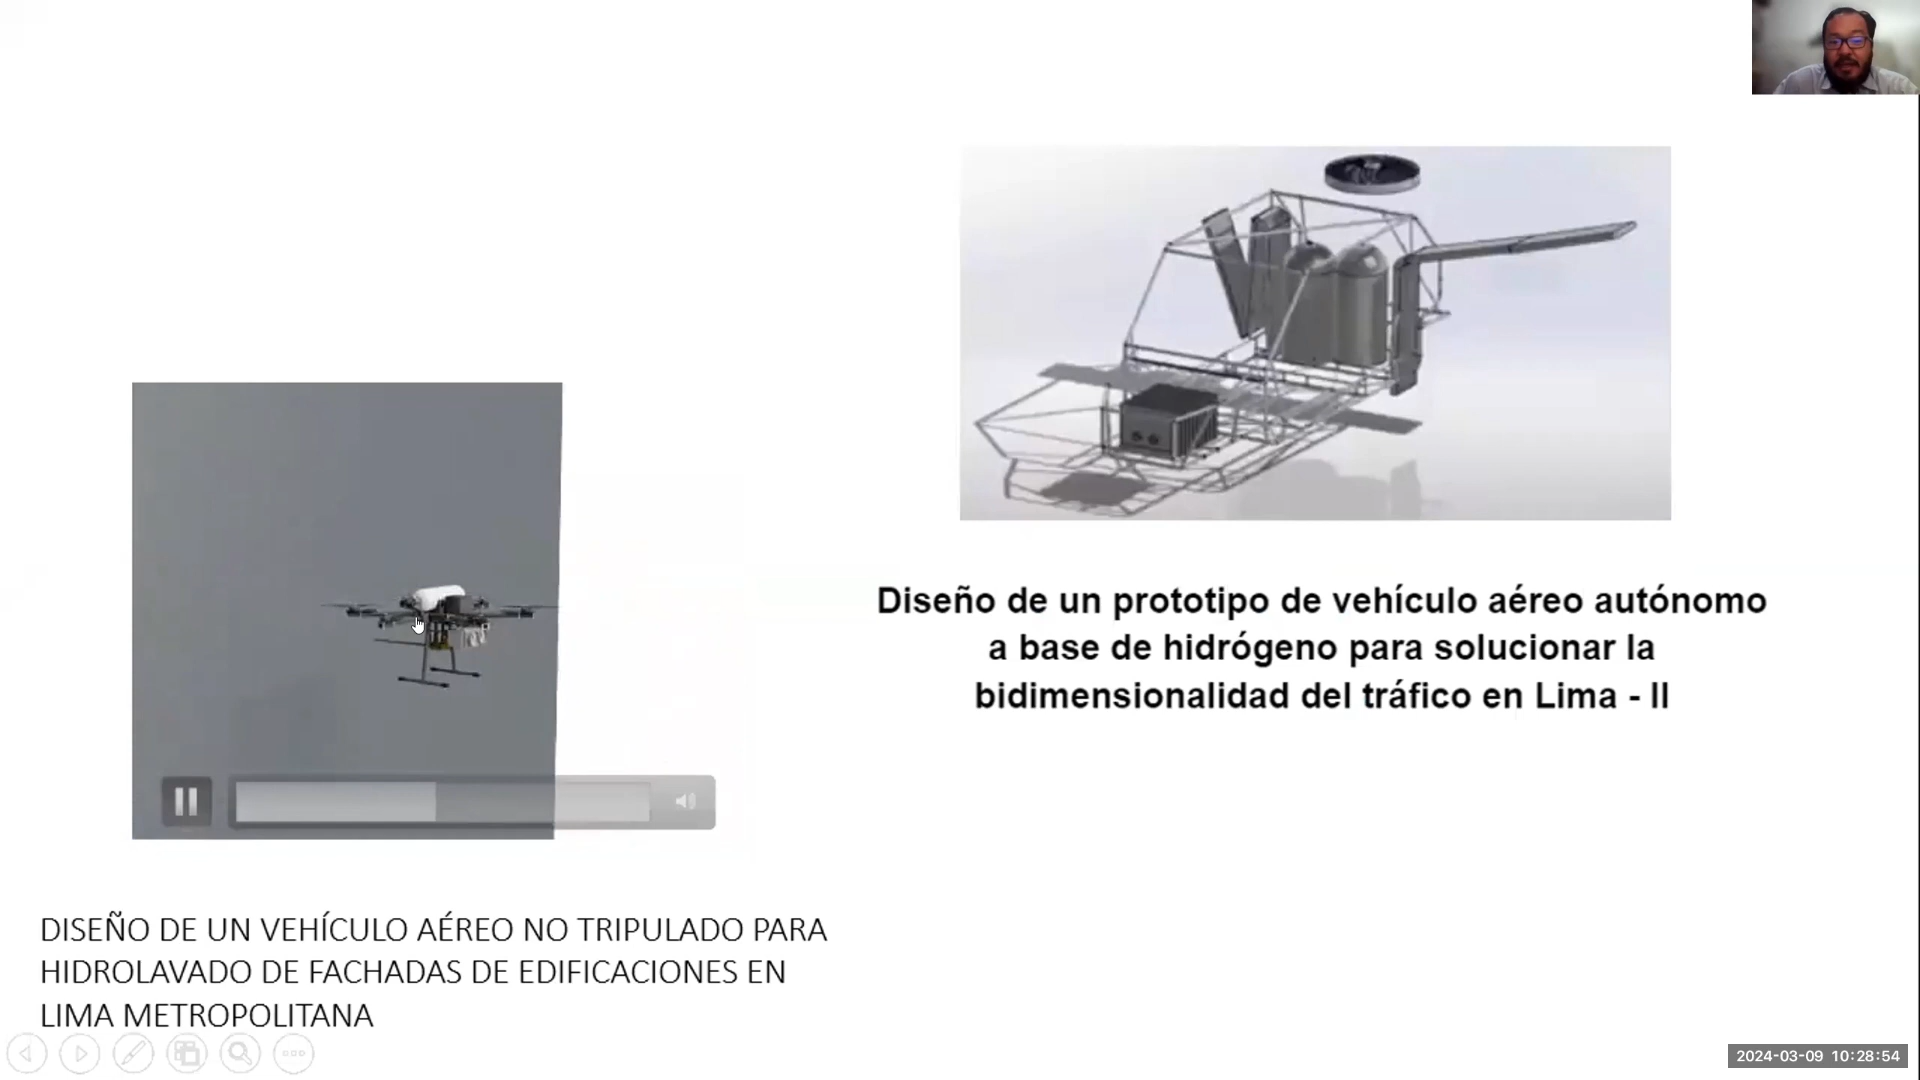 Diseño de un prototipo de vehículo aéreo autónomo
a base de hidrógeno para solucionar la
bidimensionalidad del tráfico en Lima - II
DISEÑO DE UN VEHÍCULO AÉREO NO TRIPULADO PARA
HIDROLAVADO DE FACHADAS DE EDIFICACIONES EN
LIMA METROPOLITANA
2024-03-09 10:28:54